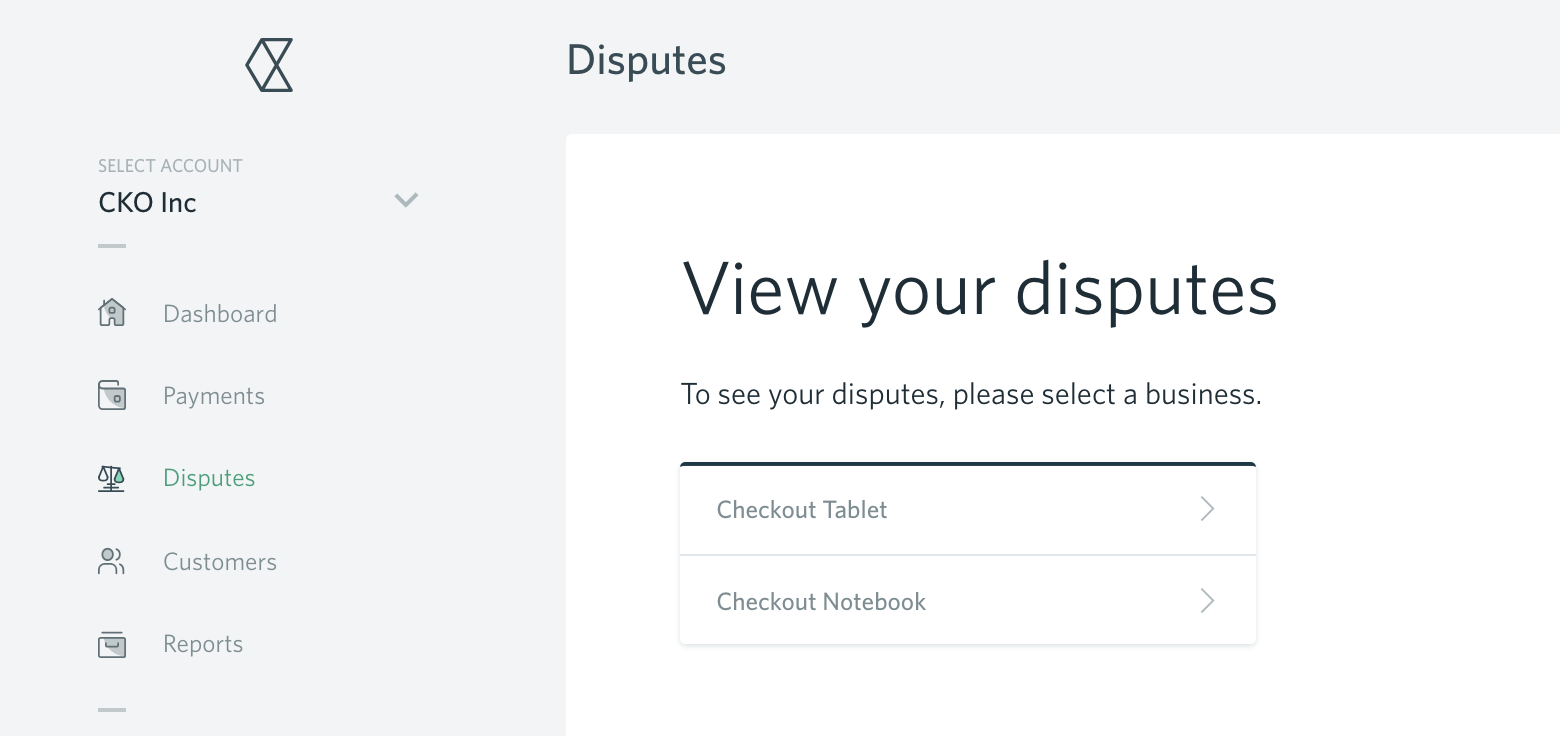 Disputes
SELECT ACCOUNT
CKO Inc
Dashboard
Payments
Disputes
Customers
Reports
View your disputes
To see your disputes, please select a business.
Checkout Tablet
Checkout Notebook